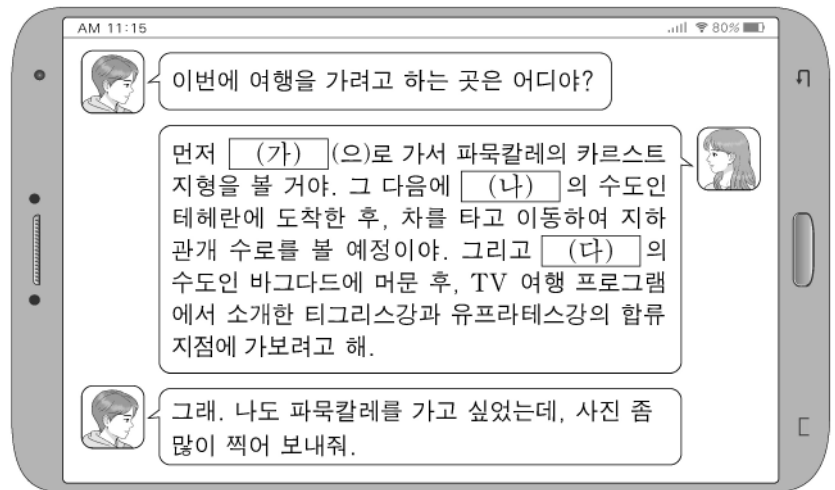 AM 11:15
80%
이번에 여행을 가려고 하는 곳은 어디야?
먼저 (가) (으)로 가서 파묵칼레의 카르스트
지형을 볼 거야. 그 다음에 (나) 의 수도인
테헤란에 도착한 후, 차를 타고 이동하여 지하
관개 수로를 볼 예정이야. 그리고 (다) 의
수도인 바그다드에 머문 후, TV 여행 프로그램
에서 소개한 티그리스강과 유프라테스강의 합류
지점에 가보려고 해.
그래. 나도 파묵칼레를 가고 싶었는데, 사진 좀
많이 찍어 보내줘.